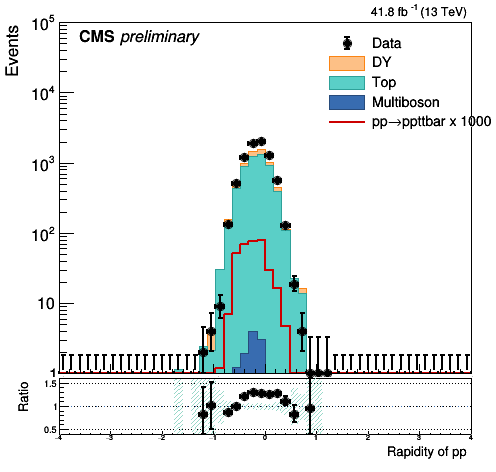 41.8 fb⁻¹ (13 TeV)
CMS preliminary
Events
10⁵
10⁴
10³
10²
10
1
Data
DY
Top
Multiboson
pp→ppttbar x 1000
Ratio
1.5
1
0.5
-4 -3 -2 -1 0 1 2 3 4
Rapidity of pp